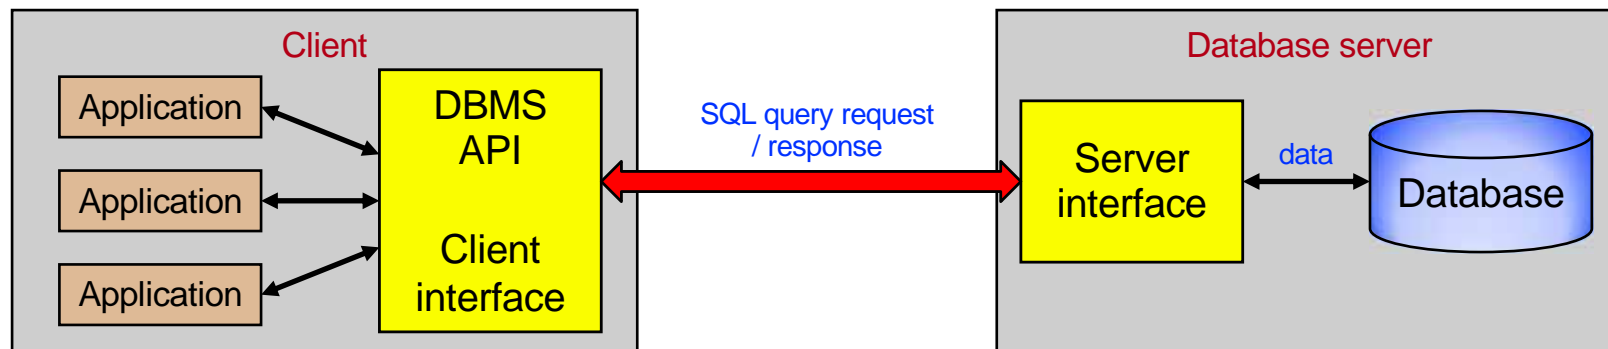 Client
Application
Application
Application
DBMS
API
Client
interface
SQL query request
/ response
Database server
Server
interface
data
Database